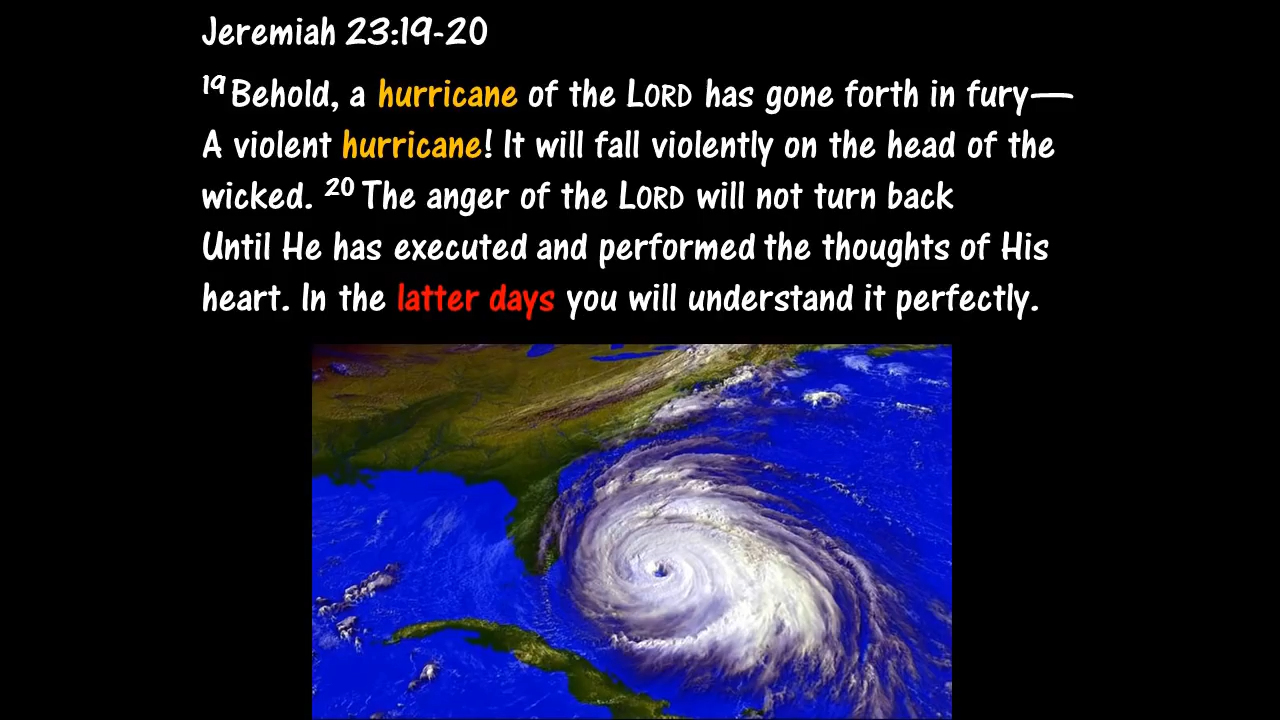 Jeremiah 23:19-20
19 Behold, a hurricane of the LORD has gone forth in fury—
A violent hurricane! It will fall violently on the head of the
wicked. 20 The anger of the LORD will not turn back
Until He has executed and performed the thoughts of His
heart. In the latter days you will understand it perfectly.